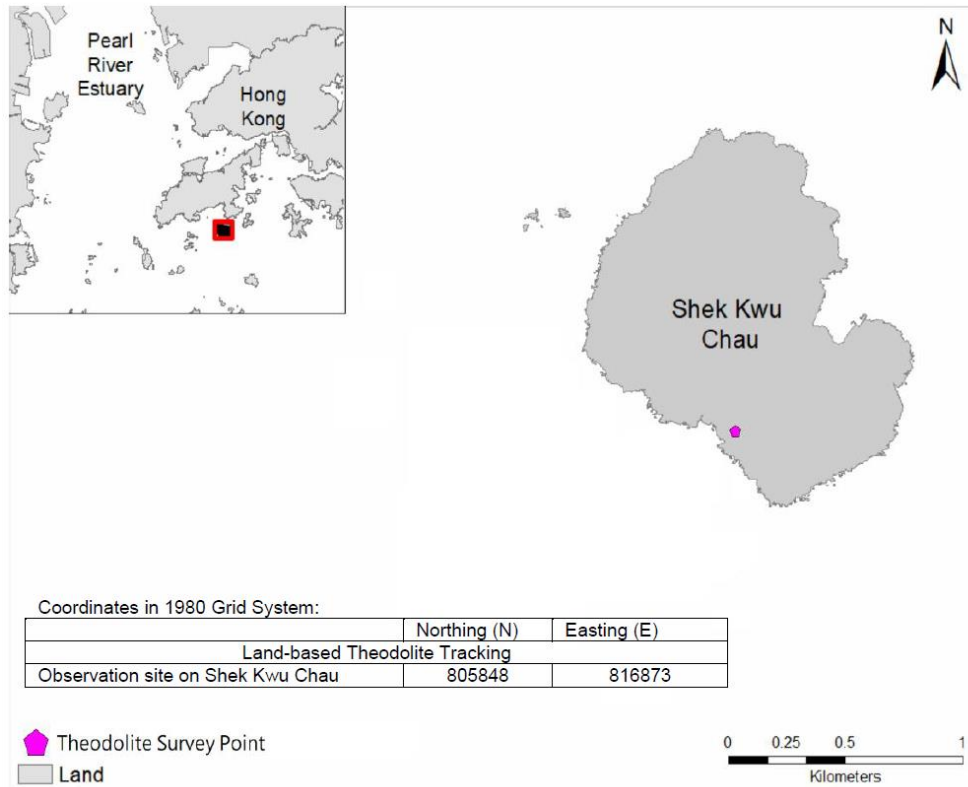 Pearl
River
Estuary
Hong
Kong
N
Shek Kwu
Chau
Coordinates in 1980 Grid System:
Northing (N) Easting (E)
Land-based Theodolite Tracking
Observation site on Shek Kwu Chau 805848 816873
Theodolite Survey Point
Land
0 0.25 0.5 1
Kilometers